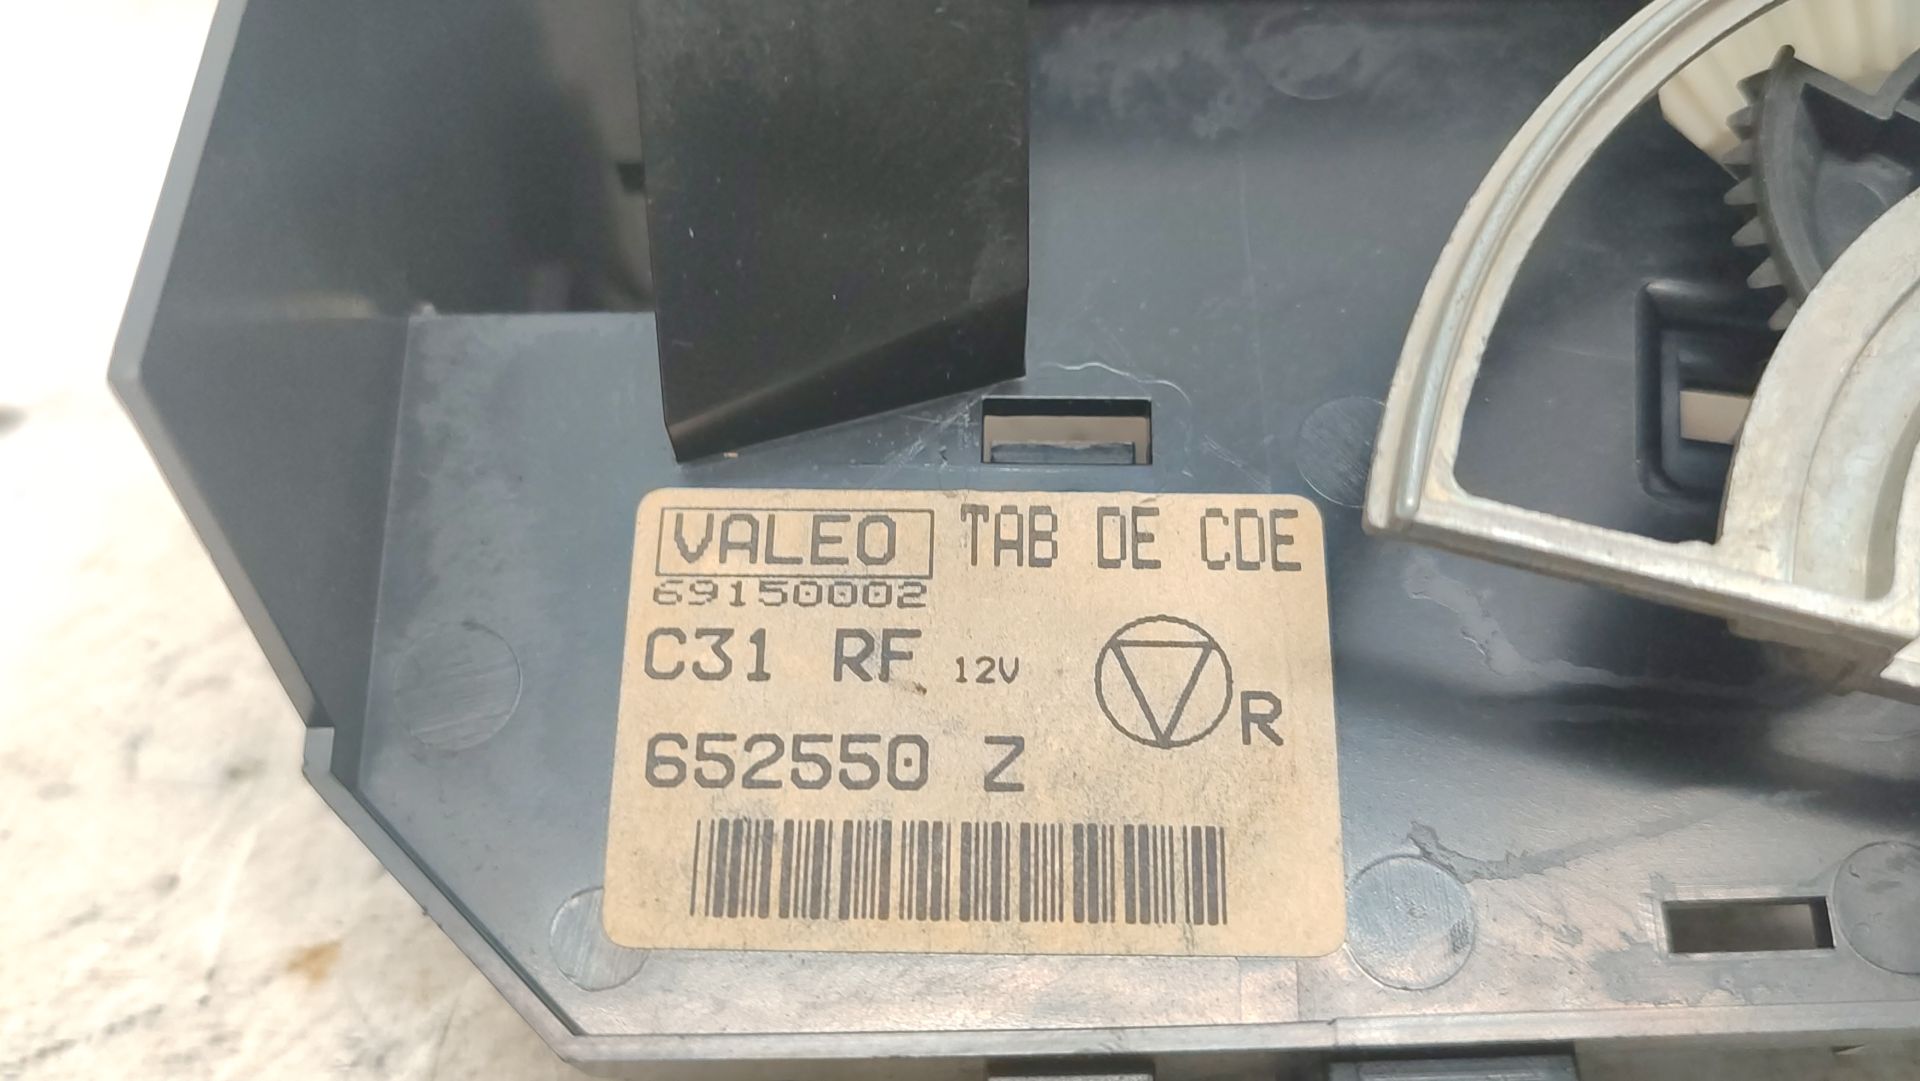 VALEO TAB DE CDE
69150002
C31 RF 12V
R
652550 Z